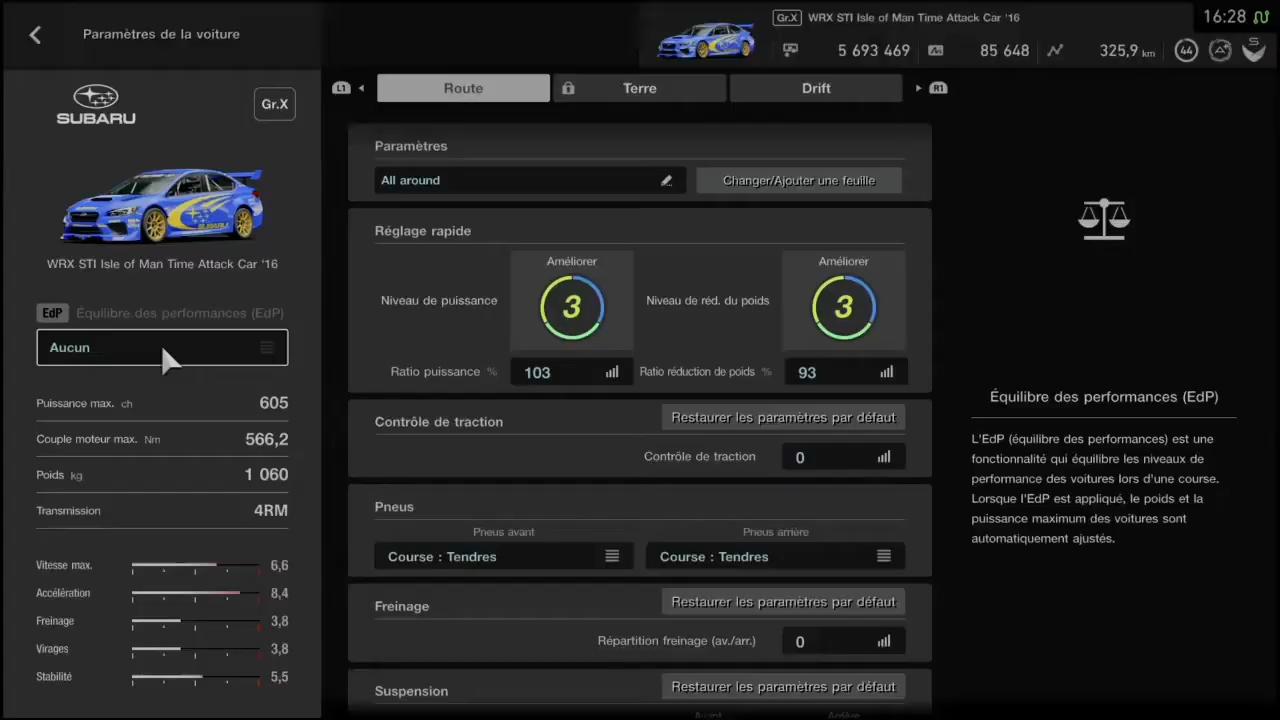 Paramètres de la voiture
Gr.X WRX STI Isle of Man Time Attack Car '16
16:28
5 693 469
85 648
325,9 km
44
S
SUBARU
Gr.X
WRX STI Isle of Man Time Attack Car '16
EdP Équilibre des performances (EdP)
Aucun
Puissance max. ch 605
Couple moteur max. Nm 566,2
Poids kg 1 060
Transmission 4RM
Vitesse max. 6,6
Accélération 8,4
Freinage 3,8
Virages 3,8
Stabilité 5,5
L1 Route Terre Drift R1
Paramètres
All around Changer/Ajouter une feuille
Réglage rapide
Améliorer Améliorer
Niveau de puissance 3 Niveau de réd. du poids 3
Ratio puissance % 103 Ratio réduction de poids % 93
Contrôle de traction Restaurer les paramètres par défaut
Contrôle de traction 0
Pneus
Pneus avant Pneus arrière
Course : Tendres Course : Tendres
Freinage Restaurer les paramètres par défaut
Répartition freinage (av./arr.) 0
Suspension Restaurer les paramètres par défaut
Équilibre des performances (EdP)
L'EdP (équilibre des performances) est une
fonctionnalité qui équilibre les niveaux de
performance des voitures lors d'une course.
Lorsque l'EdP est appliqué, le poids et la
puissance maximum des voitures sont
automatiquement ajustés.